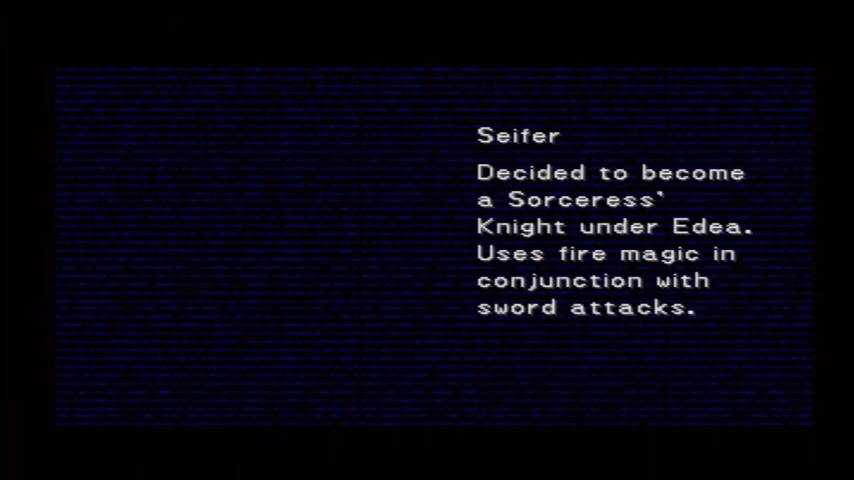 Seifer
Decided to become
a Sorceress'
Knight under Edea.
Uses fire magic in
conjunction with
sword attacks.